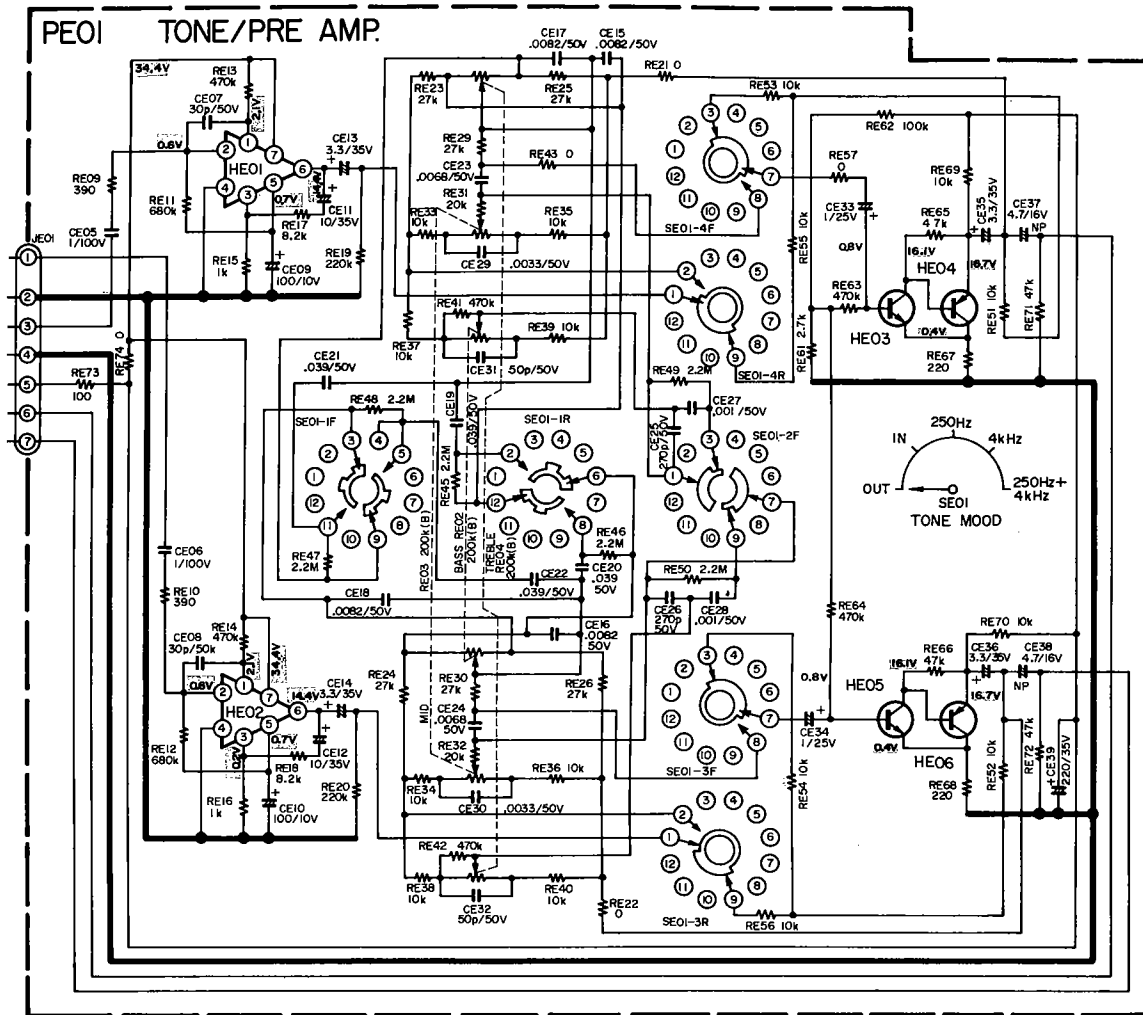 PE01 TONE/PRE AMP.
CE17
.0082/50V
CE15
.0082/50V
34.4V
RE13
470k
CE07
30p/50V
2.1V
0.6V
HE01
CE13
3.3/35V
14.4V
0.7V
RE09
390
RE11
680k
CE05
1/100V
RE17
8.2k
CE11
10/35V
RE15
1k
CE09
100/10V
RE19
220k
RE23
27k
RE25
27k
RE21 0
RE29
27k
CE23
.0068/50V
RE43 0
RE31
20k
RE33
10k
RE35
10k
CE29
.0033/50V
RE41 470k
RE39 10k
RE37
10k
CE31
50p/50V
RE53 10k
SE01-4F
RE55 10k
SE01-4R
RE62 100k
RE57
0
CE33
1/25V
0.8V
RE69
10k
RE65
47k
CE35
3.3/35V
CE37
4.7/16V
NP
16.1V
HE04
16.7V
RE63
470k
HE03
0.4V
RE61 2.7k
RE67
220
RE51 10k
RE71 47k
JE01
1
2
3
4
5
6
7
RE74 0
RE73
100
CE21
.039/50V
RE48 2.2M
SE01-1F
CE19
.039/50V
SE01-1R
RE45 2.2M
RE47
2.2M
RE03 200k(B)
BASS RE02
200k(B)
TREBLE
RE04
200k(B)
MID
RE46
2.2M
CE20
.039
50V
CE22
.039/50V
CE18
.0082/50V
RE49 2.2M
CE27
.001/50V
CE25
270p/50V
SE01-2F
RE50 2.2M
CE26
270p
50V
CE28
.001/50V
250Hz
IN
4kHz
OUT
250Hz+
4kHz
SE01
TONE MOOD
CE06
1/100V
RE10
390
RE14
470k
CE08
30p/50k
2.1V
34.4V
0.6V
HE02
14.4V
CE14
3.3/35V
0.7V
0.2V
RE12
680k
RE18
8.2k
CE12
10/35V
RE16
1k
CE10
100/10V
RE20
220k
CE16
.0082
50V
RE24
27k
RE30
27k
RE26
27k
CE24
.0068
50V
RE32
20k
RE36 10k
RE34
10k
CE30
.0033/50V
RE42 470k
RE38
10k
RE40
10k
CE32
50p/50V
RE22
0
SE01-3F
RE54 10k
SE01-3R
RE56 10k
RE64
470k
0.8V
CE34
1/25V
RE70 10k
RE66
47k
CE36
3.3/35V
CE38
4.7/16V
NP
16.1V
HE05
16.7V
0.4V
HE06
RE68
220
RE52 10k
RE72 47k
CE39
220/35V